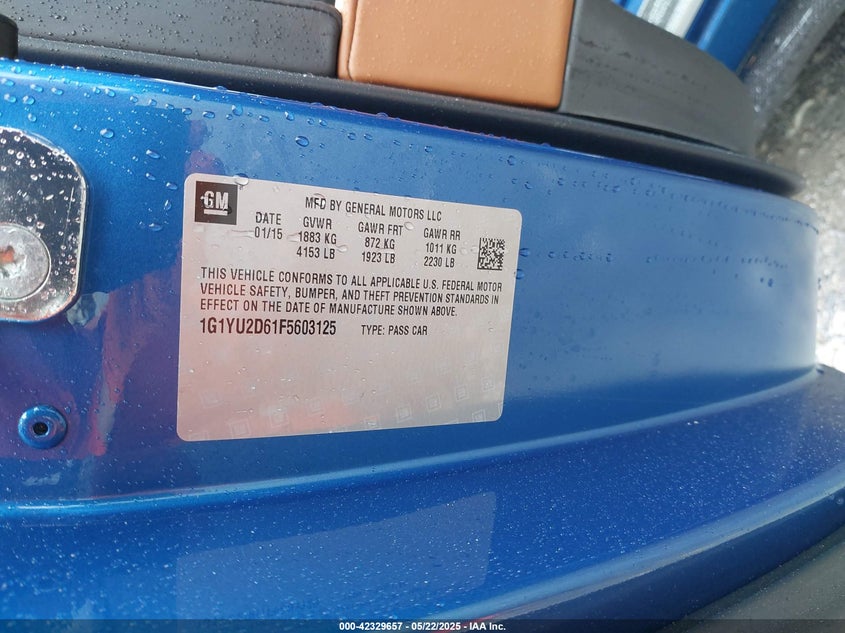 GM
MFD BY GENERAL MOTORS LLC
DATE GVWR GAWR FRT GAWR RR
01/15 1883 KG 872 KG 1011 KG
4153 LB 1923 LB 2230 LB
THIS VEHICLE CONFORMS TO ALL APPLICABLE U.S. FEDERAL MOTOR
VEHICLE SAFETY, BUMPER, AND THEFT PREVENTION STANDARDS IN
EFFECT ON THE DATE OF MANUFACTURE SHOWN ABOVE.
1G1YU2D61F5603125 TYPE: PASS CAR
000-42329657 - 05/22/2025 - IAA Inc.